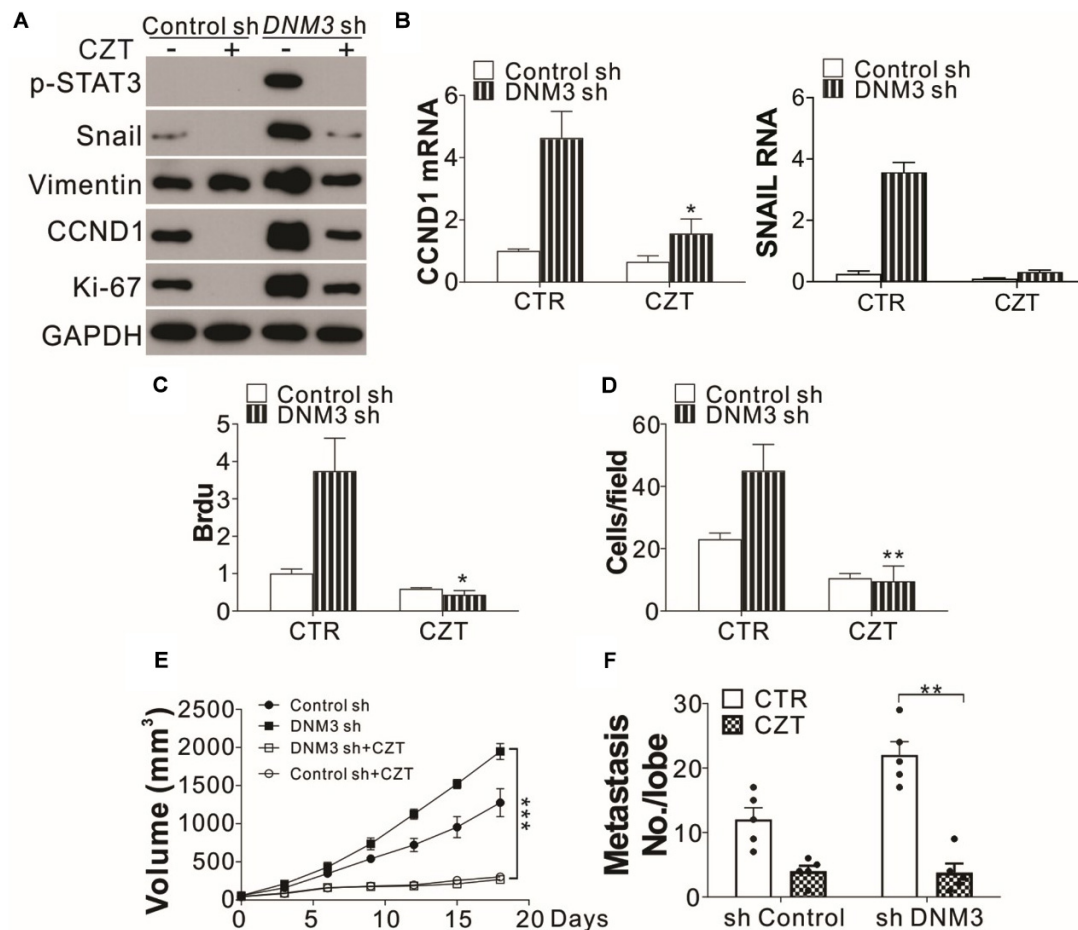 A
Control sh DNM3 sh
CZT - + - +
p-STAT3
Snail
Vimentin
CCND1
Ki-67
GAPDH
B
Control sh
DNM3 sh
CCND1 mRNA
6
4
2
0
*
CTR CZT
Control sh
DNM3 sh
SNAIL RNA
6
4
2
0
CTR CZT
C
Control sh
DNM3 sh
Brdu
5
4
3
2
1
0
*
CTR CZT
D
Control sh
DNM3 sh
Cells/field
60
40
20
0
**
CTR CZT
E
Control sh
DNM3 sh
DNM3 sh+CZT
Control sh+CZT
Volume (mm³)
2500
2000
1500
1000
500
0
***
0 5 10 15 20 Days
F
CTR
CZT
Metastasis
No./lobe
30
20
10
0
**
sh Control sh DNM3